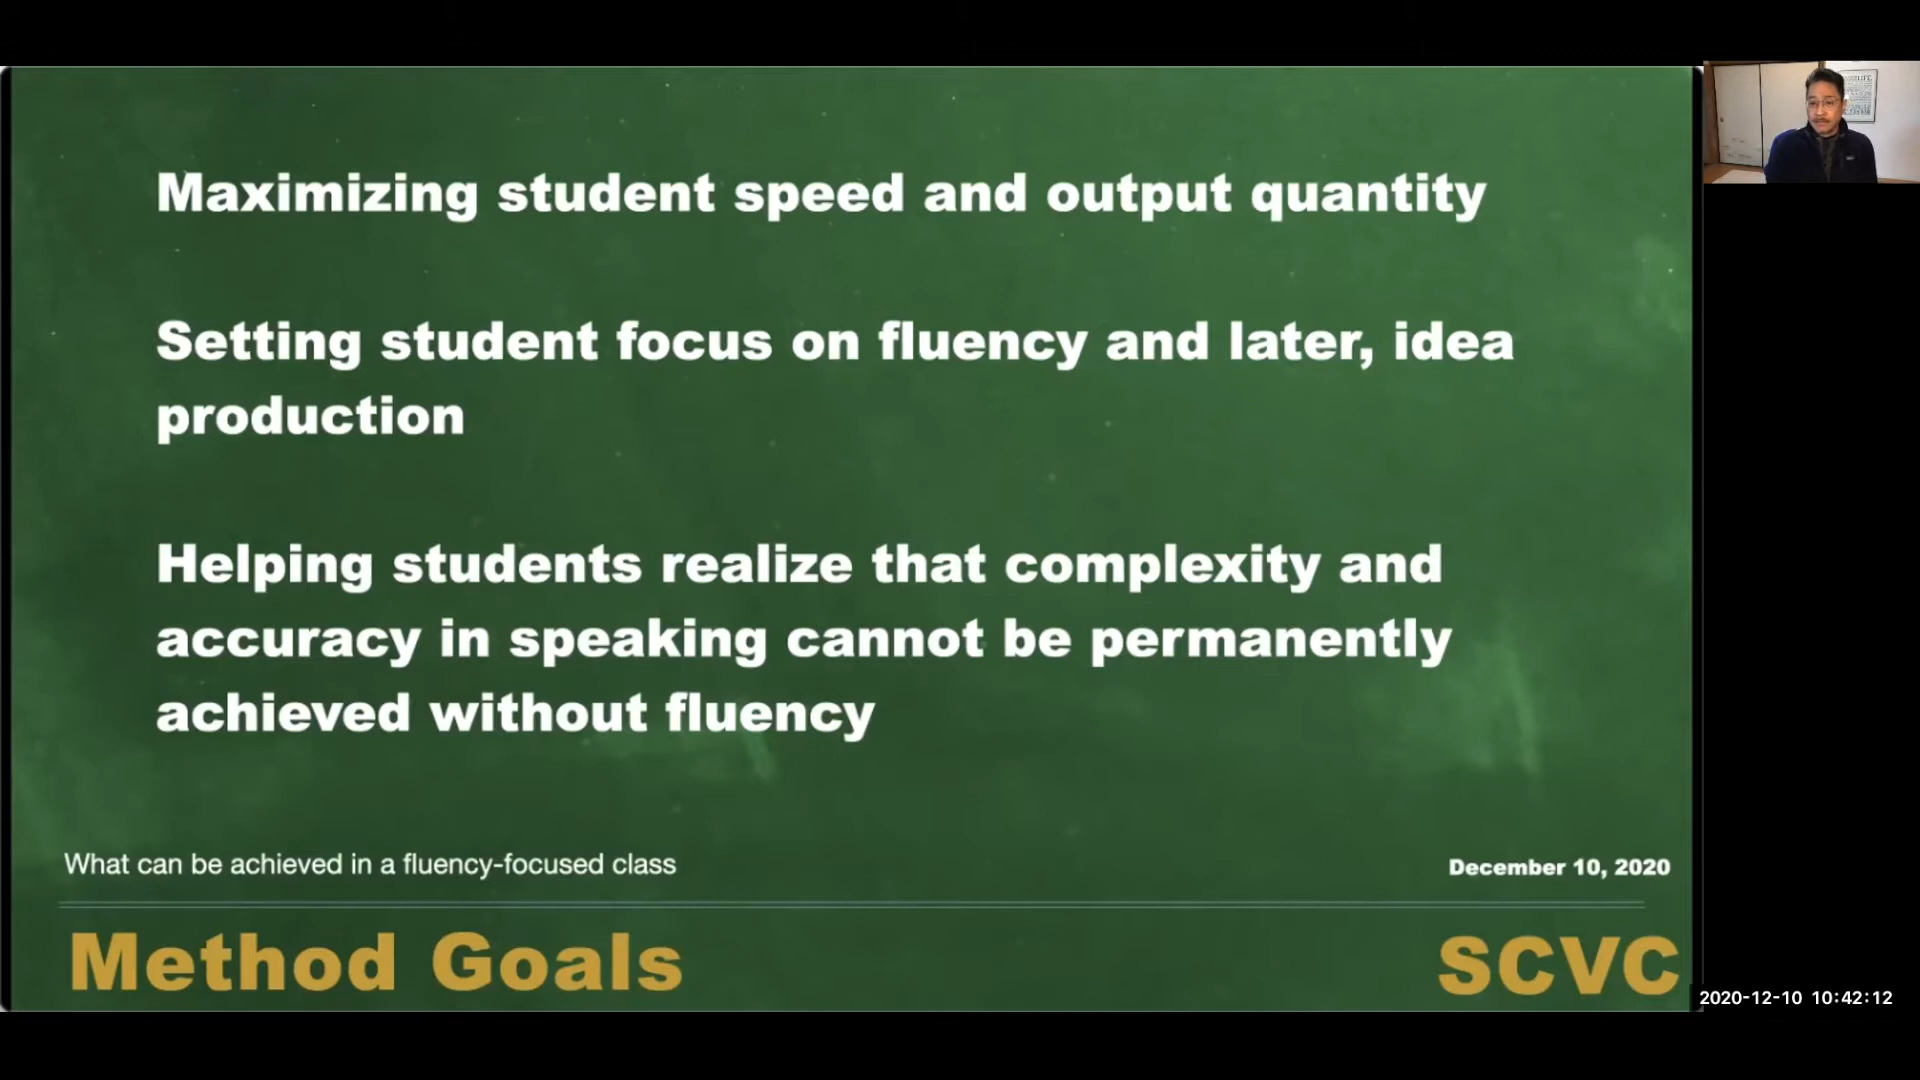 Maximizing student speed and output quantity
Setting student focus on fluency and later, idea
production
Helping students realize that complexity and
accuracy in speaking cannot be permanently
achieved without fluency
What can be achieved in a fluency-focused class
December 10, 2020
Method Goals
SCVC
2020-12-10 10:42:12